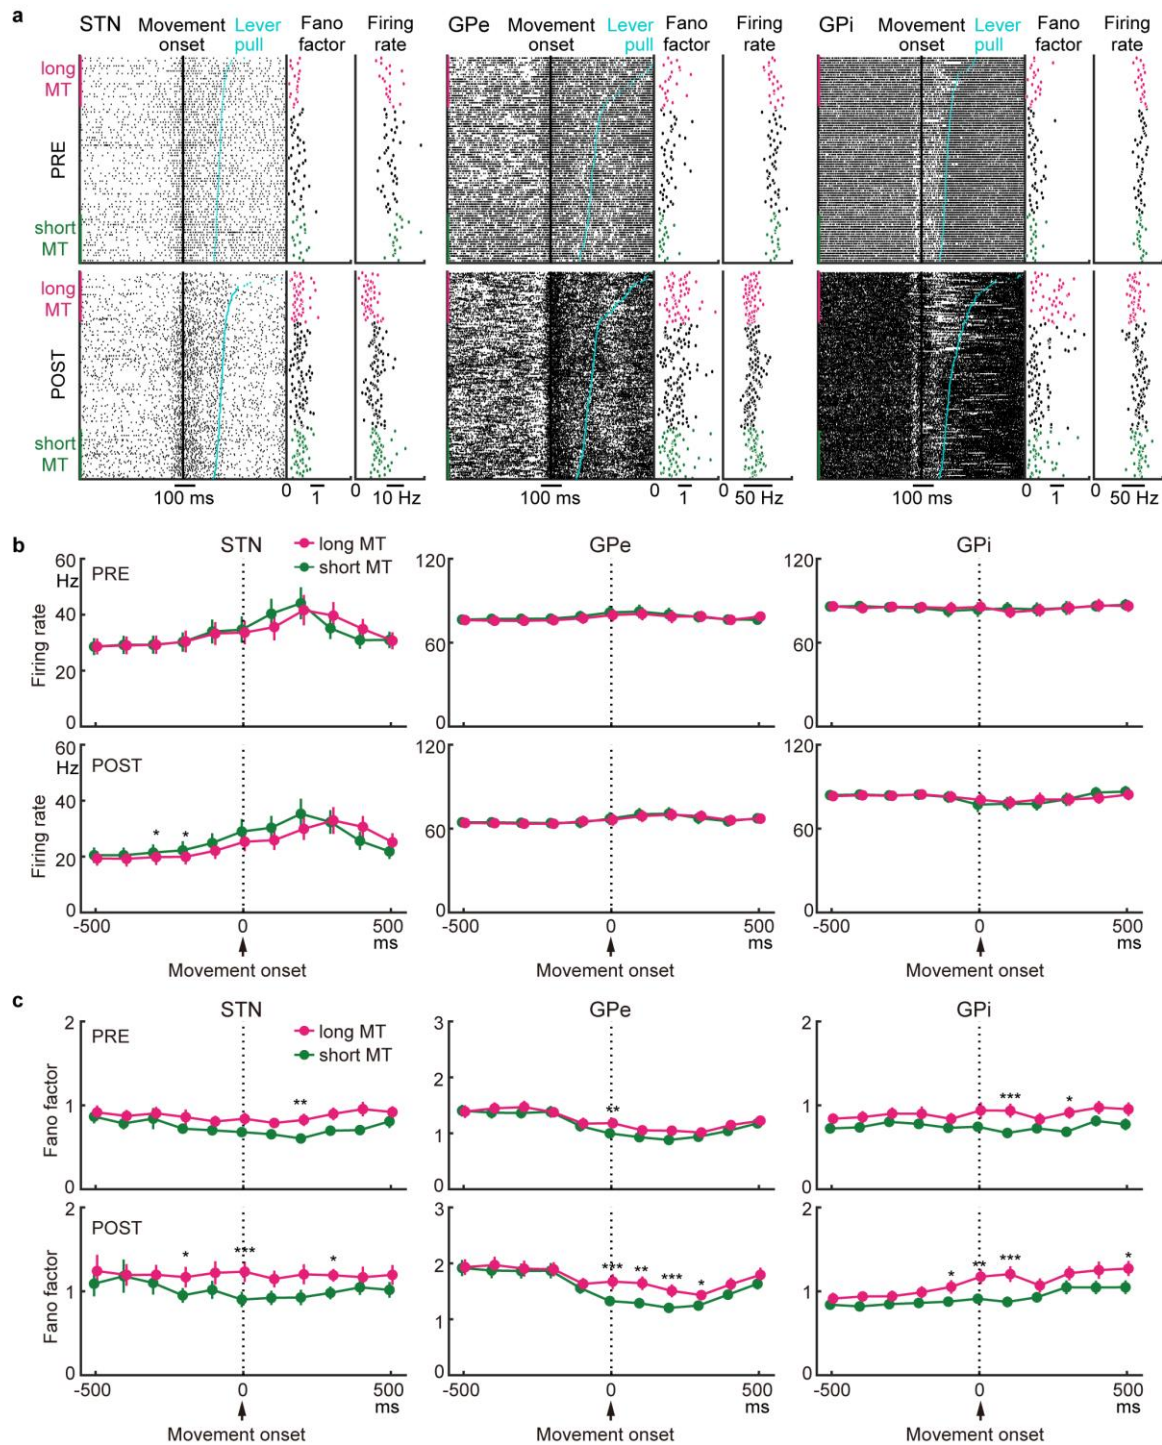 a
STN Movement onset Lever pull Fano factor Firing rate
GPe Movement onset Lever pull Fano factor Firing rate
GPi Movement onset Lever pull Fano factor Firing rate
long MT
PRE
short MT
long MT
POST
short MT
100 ms 0 1 0 10 Hz
100 ms 0 1 0 50 Hz
100 ms 0 1 0 50 Hz
b
STN
long MT
short MT
GPe
GPi
60
Hz
PRE
40
20
0
Firing rate
120
60
0
120
60
0
60
Hz
POST
40
20
0
Firing rate
* *
120
60
0
120
60
0
-500 0 500
ms
Movement onset
0 500
ms
Movement onset
0 500
ms
Movement onset
c
STN
long MT
short MT
GPe
GPi
2
PRE
1
0
Fano factor
**
3
2
1
0
**
2
1
0
*** *
2
POST
1
0
Fano factor
* *** *
3
2
1
0
*** ** *** *
2
1
0
* ** *** *
-500 0 500
ms
Movement onset
0 500
ms
Movement onset
0 500
ms
Movement onset